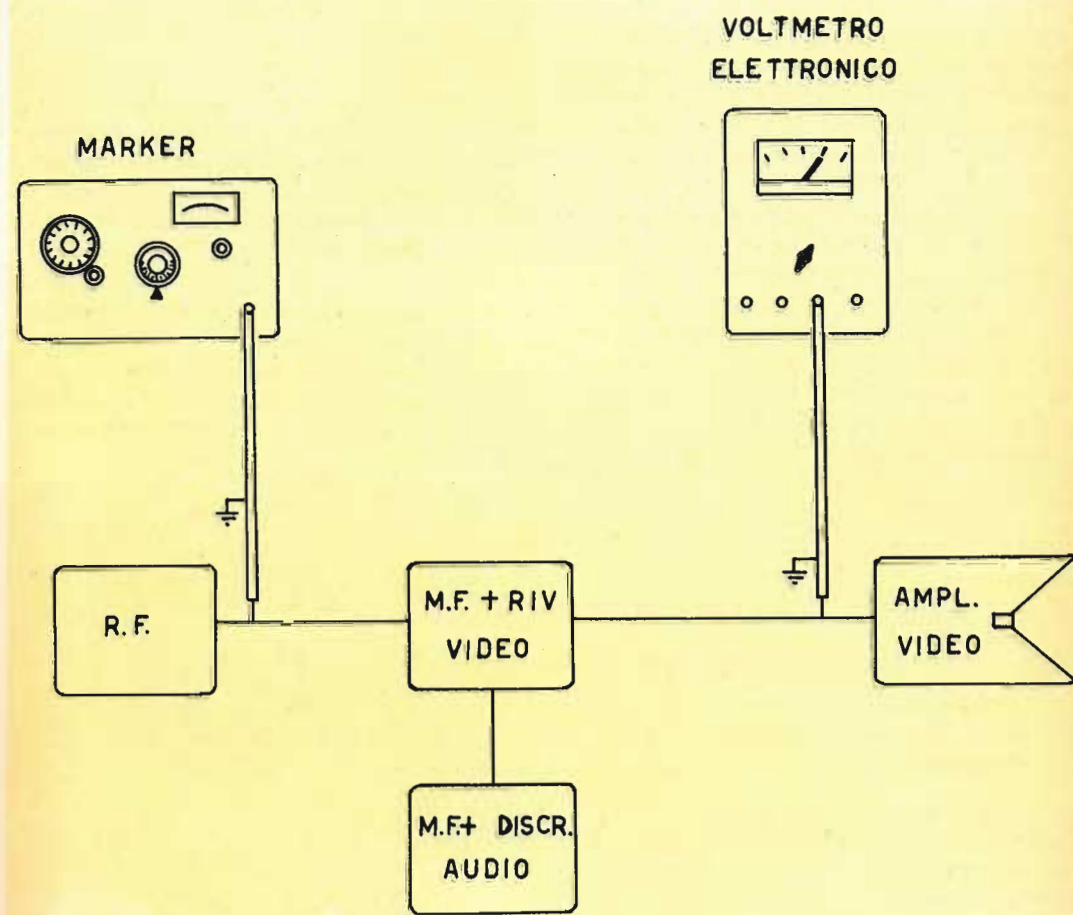 VOLTMETRO
ELETTRONICO
MARKER
R.F.
M.F. + RIV
VIDEO
AMPL.
VIDEO
M.F.+ DISCR.
AUDIO